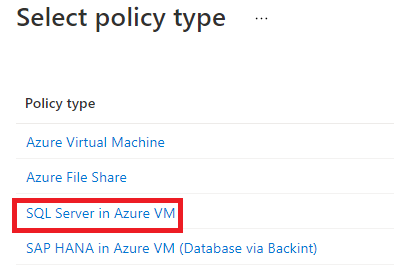 Select policy type ...
Policy type
Azure Virtual Machine
Azure File Share
SQL Server in Azure VM
SAP HANA in Azure VM (Database via Backint)